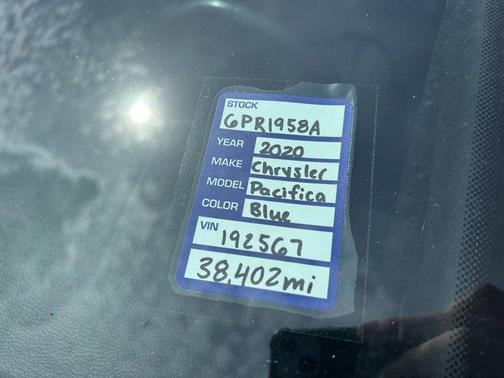 STOCK
GPR1958A
YEAR 2020
MAKE Chrysler
MODEL Pacifica
COLOR Blue
VIN 192567
38,402mi